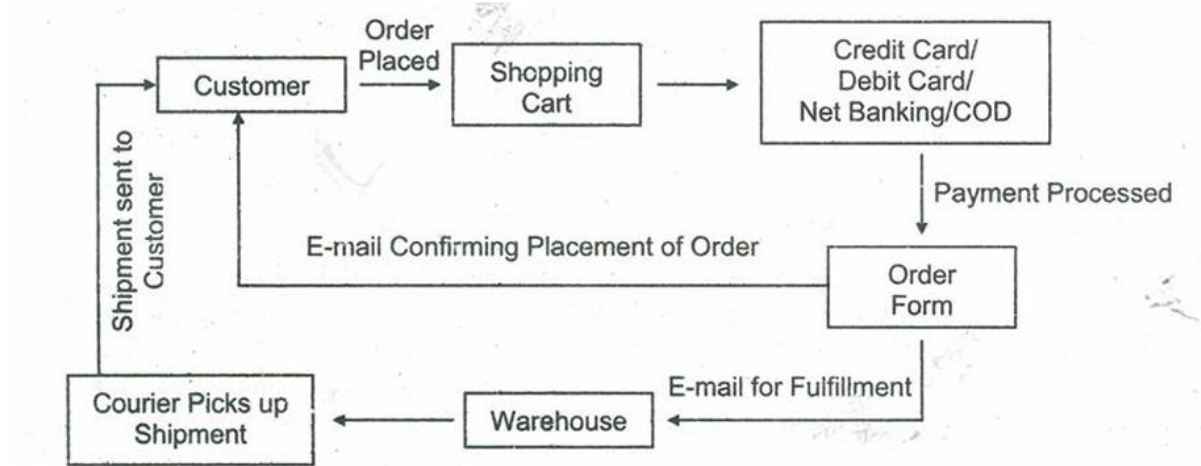 Order
Placed
Customer
Shopping
Cart
Credit Card/
Debit Card/
Net Banking/COD
Payment Processed
Shipment sent to
Customer
E-mail Confirming Placement of Order
Order
Form
E-mail for Fulfillment
Courier Picks up
Shipment
Warehouse